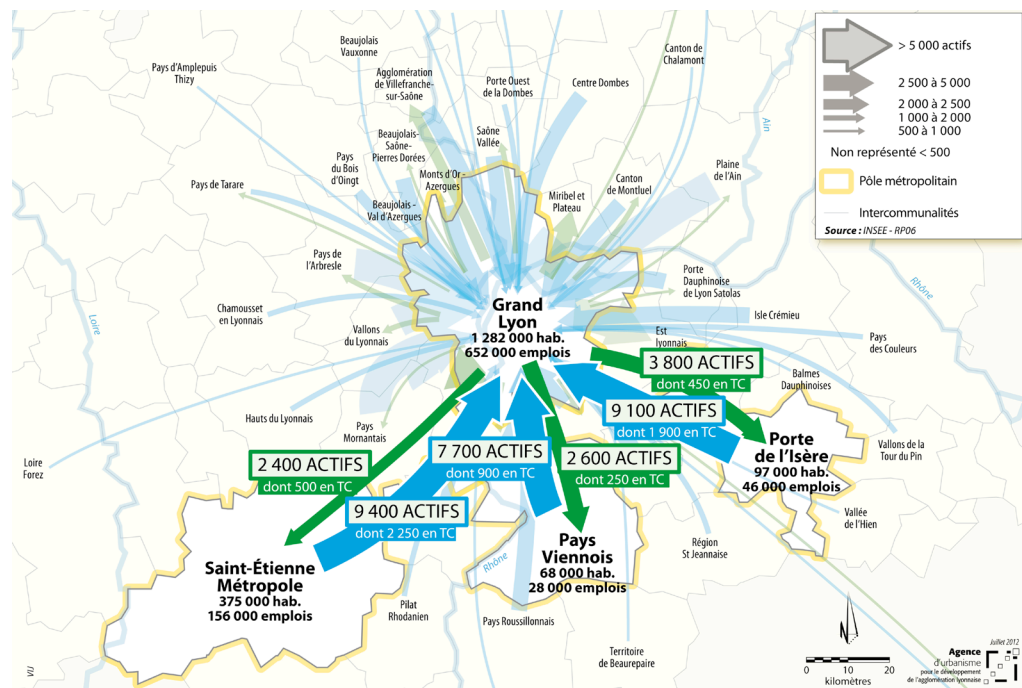 Beaujolais
Vauxonne
Pays d'Amplepuis
Thizy
Agglomération
de Villefranche-
sur-Saône
Porte Ouest
de la Dombes
Centre Dombes
Canton de
Chalamont
Ain
> 5 000 actifs
2 500 à 5 000
2 000 à 2 500
1 000 à 2 000
500 à 1 000
Non représenté < 500
Pôle métropolitain
Intercommunalités
Source : INSEE - RP06
Beaujolais-
Saône-
Pierres Dorées
Saône
Vallée
Pays
du Bois
d'Oingt
Monts d'Or -
Azergues
Pays de Tarare
Beaujolais -
Val d'Azergues
Miribel et
Plateau
Canton
de Montluel
Plaine
de l'Ain
Pays de
l'Arbresle
Porte
Dauphinoise
de Lyon Satolas
Rhône
Loire
Chamousset
en Lyonnais
Vallons
du Lyonnais
Grand
Lyon
1 282 000 hab.
652 000 emplois
Isle Crémieu
Est
lyonnais
Pays
des Couleurs
3 800 ACTIFS
dont 450 en TC
Balmes
Dauphinoises
9 100 ACTIFS
dont 1 900 en TC
Hauts du Lyonnais
Pays
Mornantais
Porte
de l'Isère
97 000 hab.
46 000 emplois
Vallons de la
Tour du Pin
Loire
Forez
2 400 ACTIFS
dont 500 en TC
7 700 ACTIFS
dont 900 en TC
2 600 ACTIFS
dont 250 en TC
9 400 ACTIFS
dont 2 250 en TC
Vallée
de l'Hien
Région
St Jeannaise
Rhône
Pays
Viennois
68 000 hab.
28 000 emplois
Saint-Étienne
Métropole
375 000 hab.
156 000 emplois
Pilat
Rhodanien
Pays Roussillonnais
Territoire
de Beaurepaire
N
0 10 20
kilomètres
Juillet 2012
Agence
d'urbanisme
pour le développement
de l'agglomération lyonnaise